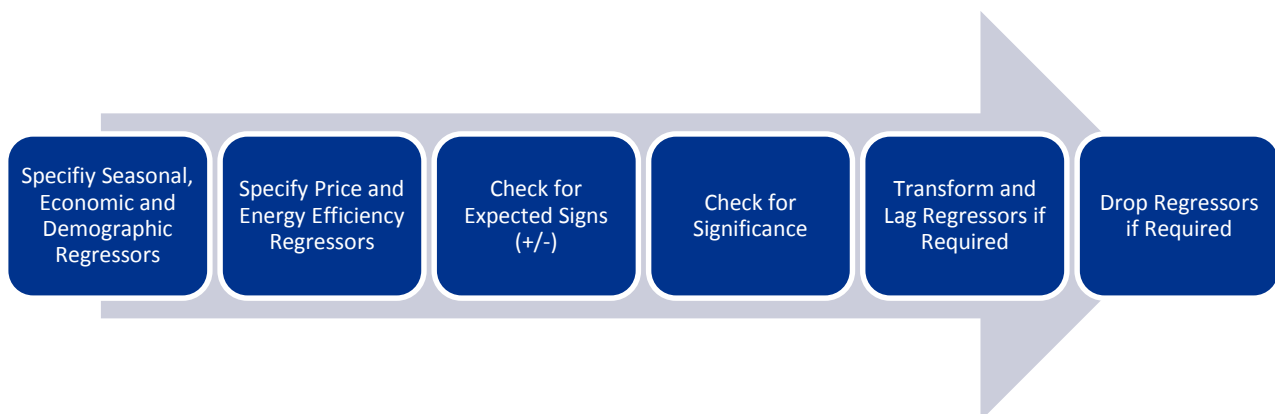 Specifiy Seasonal,
Economic and
Demographic
Regressors
Specify Price and
Energy Efficiency
Regressors
Check for
Expected Signs
(+/-)
Check for
Significance
Transform and
Lag Regressors if
Required
Drop Regressors
if Required